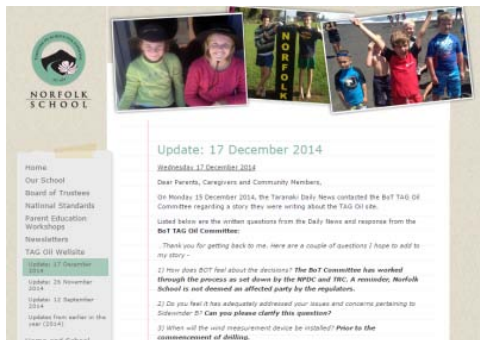 NORFOLK
SCHOOL
NORFOLK
Home
Our School
Board of Trustees
National Standards
Parent Education
Workshops
Newsletters
TAG Oil Wellsite
Update: 17 December
2014
Update: 26 November
2014
Update: 12 September
2014
Updates from earlier in the
year (2014)
Home and School
Update: 17 December 2014
Wednesday 17 December 2014
Dear Parents, Caregivers and Community Members,
On Monday 15 December 2014, the Taranaki Daily News contacted the BoT TAG Oil
Committee regarding a story they were writing about the TAG Oil site.
Listed below are the written questions from the Daily News and response from the
BoT TAG Oil Committee:
. Thank you for getting back to me. Here are a couple of questions I hope to add to
my story -
1) How does BOT feel about the decisions? The BoT Committee has worked
through the process as set down by the NPDC and TRC. A reminder, Norfolk
School is not deemed an affected party by the regulators.
2) Do you feel it has adequately addressed your issues and concerns pertaining to
Sidewinder B? Can you please clarify this question?
3) When will the wind measurement device be installed? Prior to the
commencement of drilling.